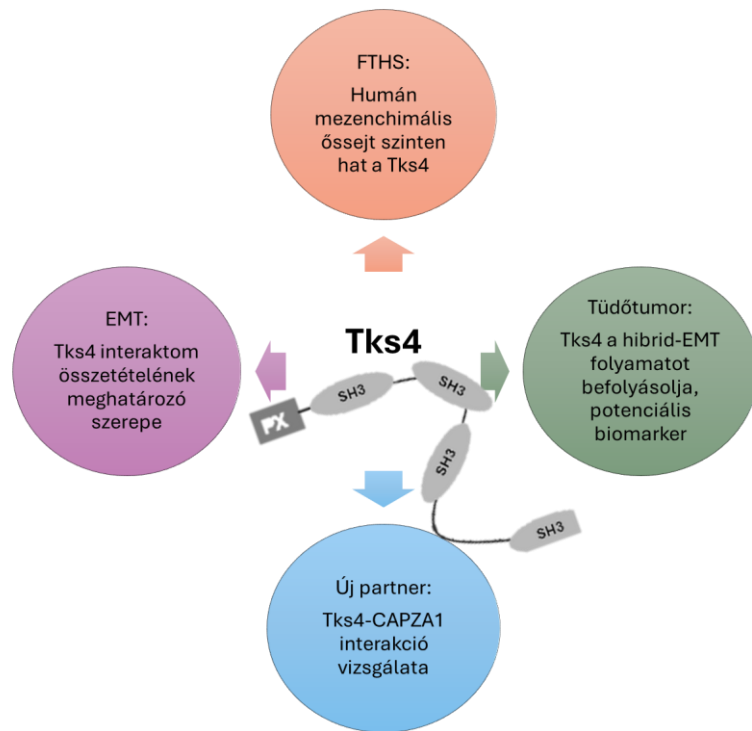 FTHS:
Humán
mezenchimális
őssejt szinten
hat a Tks4
EMT:
Tks4 interaktom
összetételének
meghatározó
szerepe
Tks4
PX
SH3
SH3
SH3
SH3
Tüdőtumor:
Tks4 a hibrid-EMT
folyamatot
befolyásolja,
potenciális
biomarker
Új partner:
Tks4-CAPZA1
interakció
vizsgálata